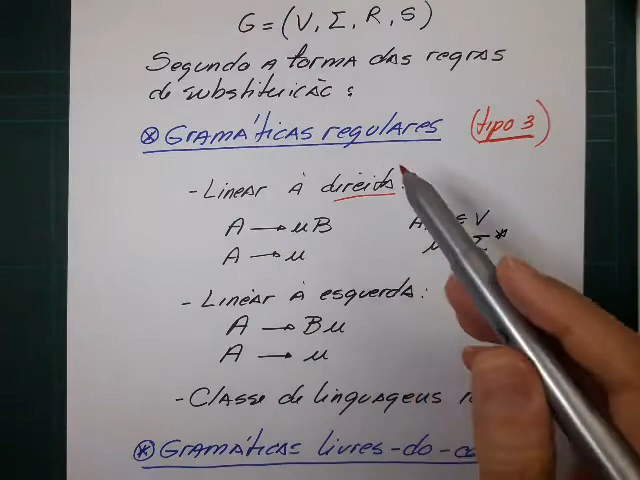 G = (V, Σ, R, S)
Segundo a forma das regras
de substituição :
⊛ Gramáticas regulares (tipo 3)
- Linear à direita :
A → uB
A → u
- Linear à esquerda :
A → Bu
A → u
- Classe de linguagens
⊛ Gramáticas livres-do-